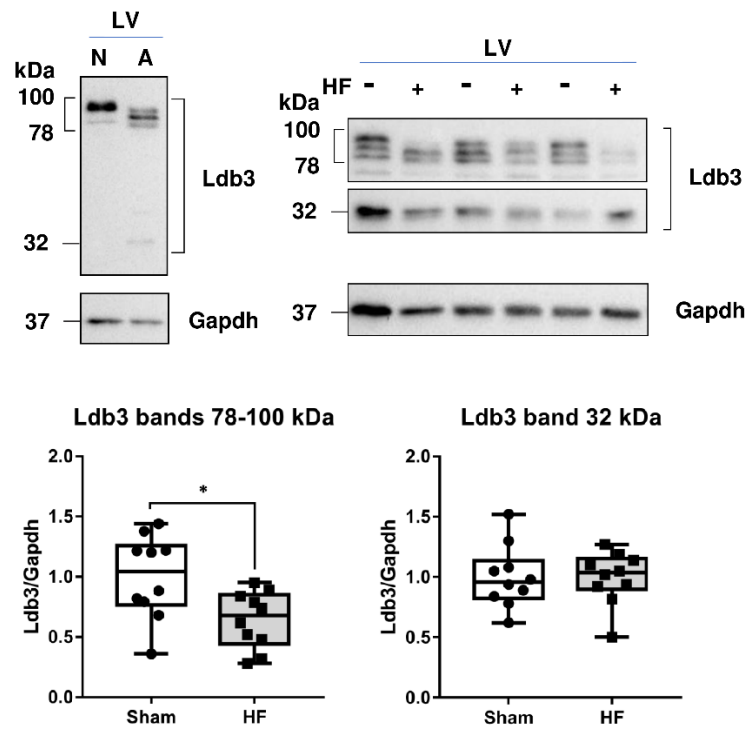 LV
N A
kDa
100
78
32
Ldb3
37
Gapdh
LV
HF - + - + - +
kDa
100
78
32
Ldb3
37
Gapdh
Ldb3 bands 78-100 kDa
Ldb3/Gapdh
2.0
1.5
1.0
0.5
0.0
*
Sham HF
Ldb3 band 32 kDa
Ldb3/Gapdh
2.0
1.5
1.0
0.5
0.0
Sham HF